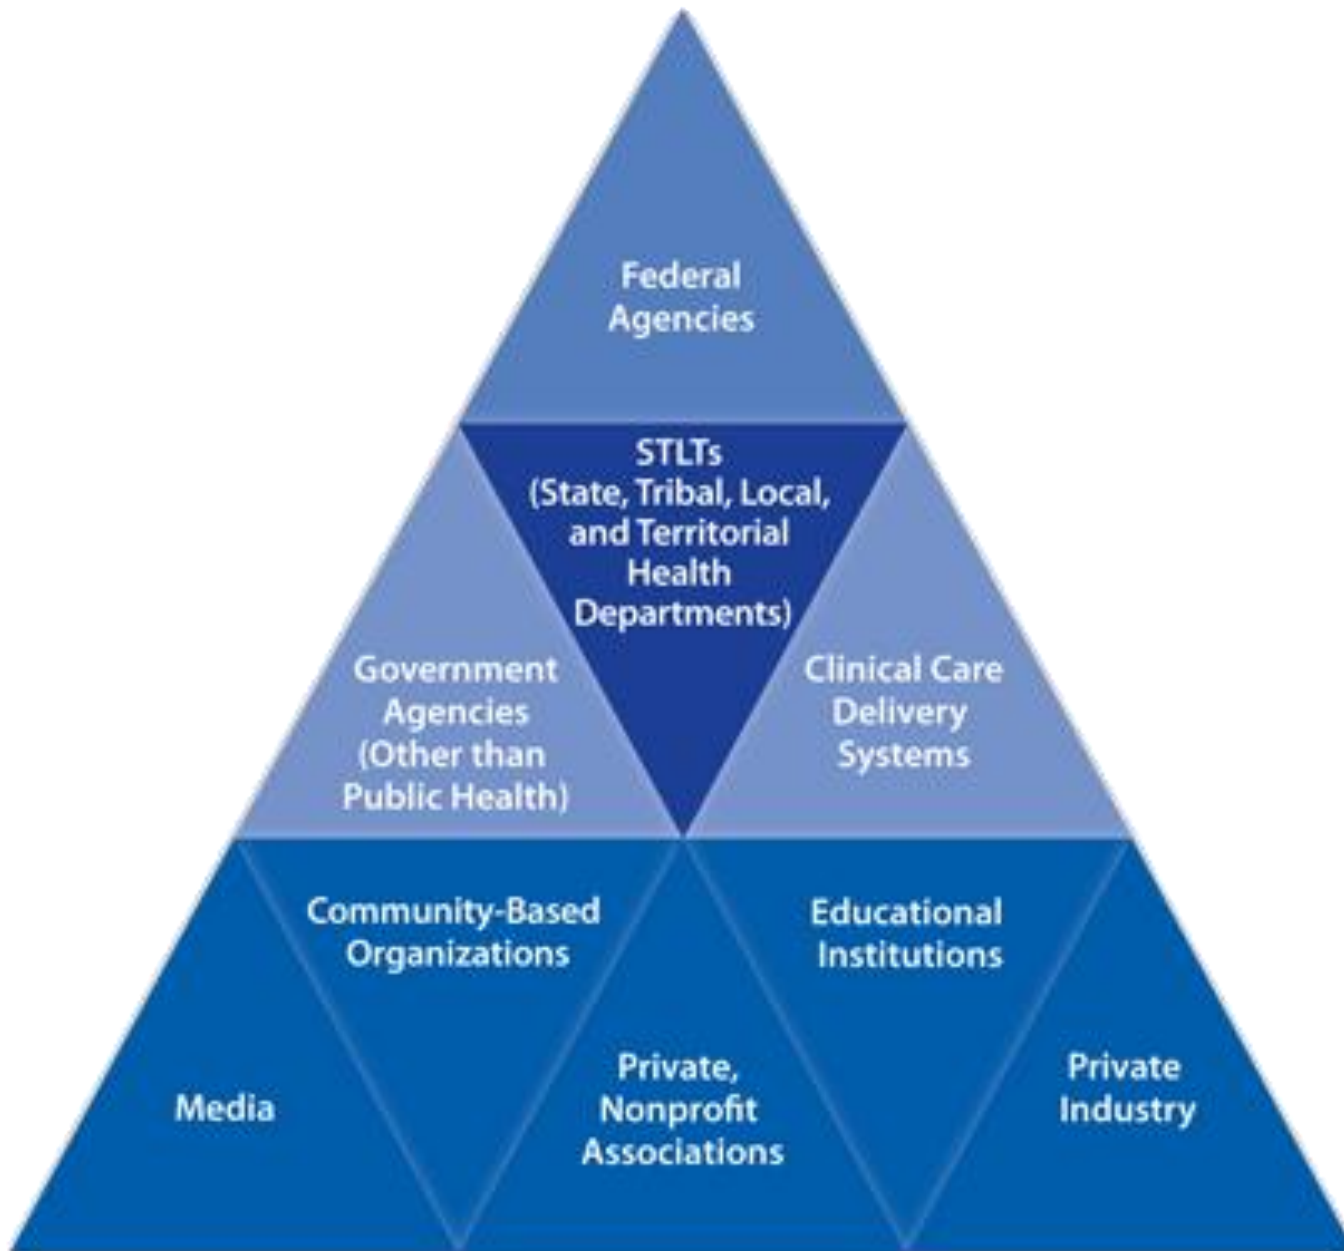 Federal
Agencies
STLTs
(State, Tribal, Local,
and Territorial
Health
Departments)
Government
Agencies
(Other than
Public Health)
Clinical Care
Delivery
Systems
Community-Based
Organizations
Educational
Institutions
Media
Private,
Nonprofit
Associations
Private
Industry